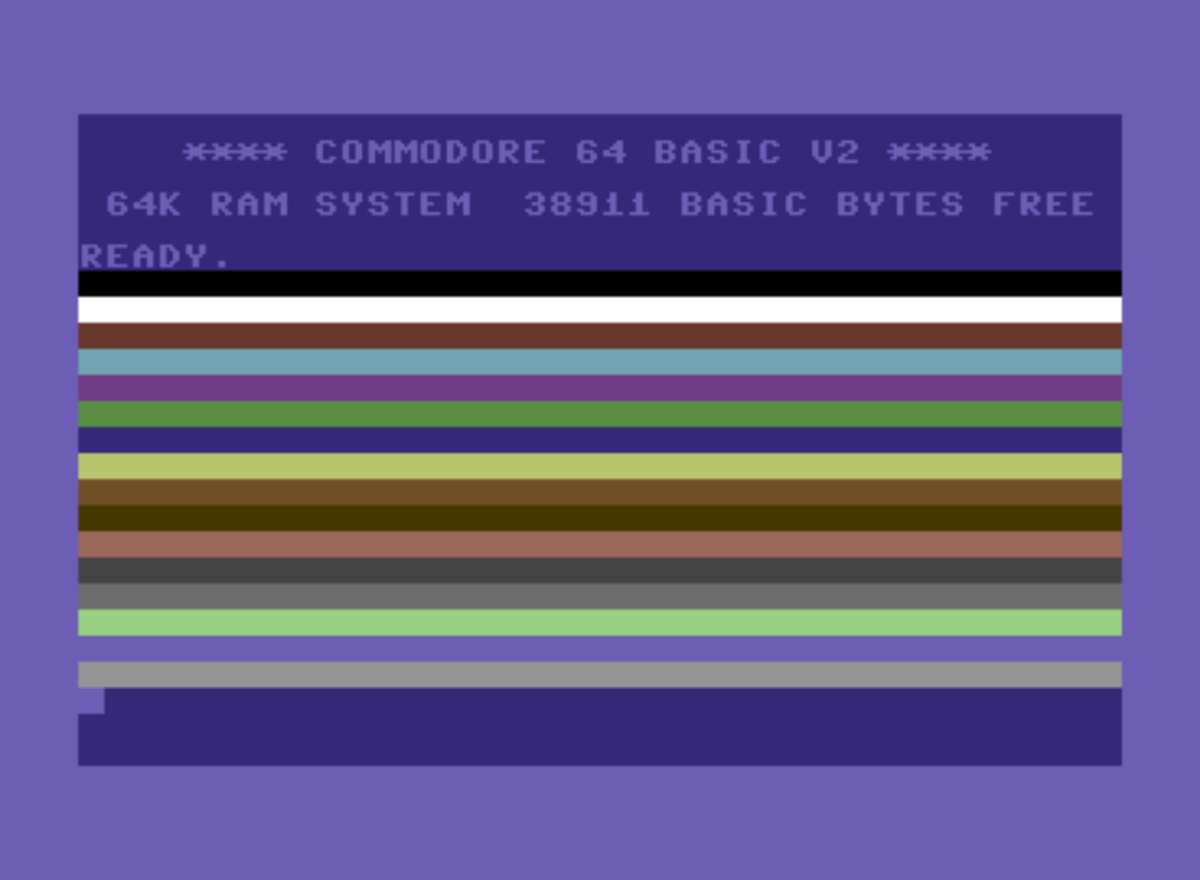 **** COMMODORE 64 BASIC V2 ****
64K RAM SYSTEM  38911 BASIC BYTES FREE
READY.